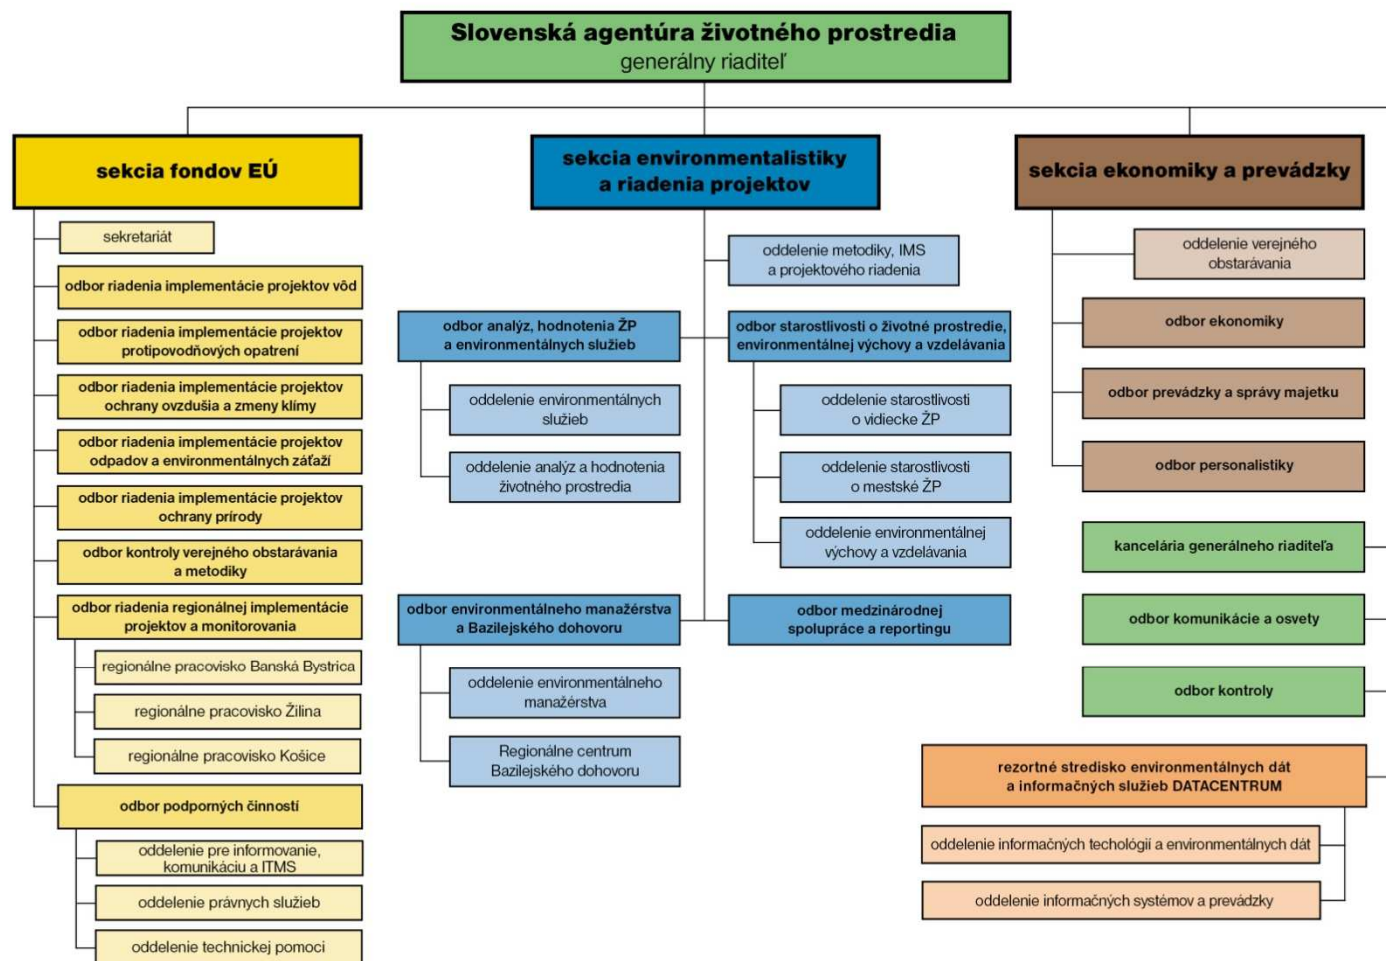 Slovenská agentúra životného prostredia
generálny riaditeľ
sekcia fondov EÚ
sekretariát
odbor riadenia implementácie projektov vôd
odbor riadenia implementácie projektov
protipovodňových opatrení
odbor riadenia implementácie projektov
ochrany ovzdušia a zmeny klímy
odbor riadenia implementácie projektov
odpadov a environmentálnych záťaží
odbor riadenia implementácie projektov
ochrany prírody
odbor kontroly verejného obstarávania
a metodiky
odbor riadenia regionálnej implementácie
projektov a monitorovania
regionálne pracovisko Banská Bystrica
regionálne pracovisko Žilina
regionálne pracovisko Košice
odbor podporných činností
oddelenie pre informovanie,
komunikáciu a ITMS
oddelenie právnych služieb
oddelenie technickej pomoci
sekcia environmentalistiky
a riadenia projektov
oddelenie metodiky, IMS
a projektového riadenia
odbor analýz, hodnotenia ŽP
a environmentálnych služieb
oddelenie environmentálnych
služieb
oddelenie analýz a hodnotenia
životného prostredia
odbor starostlivosti o životné prostredie,
environmentálnej výchovy a vzdelávania
oddelenie starostlivosti
o vidiecke ŽP
oddelenie starostlivosti
o mestské ŽP
oddelenie environmentálnej
výchovy a vzdelávania
odbor environmentálneho manažérstva
a Bazilejského dohovoru
oddelenie environmentálneho
manažérstva
Regionálne centrum
Bazilejského dohovoru
odbor medzinárodnej
spolupráce a reportingu
sekcia ekonomiky a prevádzky
oddelenie verejného
obstarávania
odbor ekonomiky
odbor prevádzky a správy majetku
odbor personalistiky
kancelária generálneho riaditeľa
odbor komunikácie a osvety
odbor kontroly
rezortné stredisko environmentálnych dát
a informačných služieb DATACENTRUM
oddelenie informačných techológií a environmentálnych dát
oddelenie informačných systémov a prevádzky